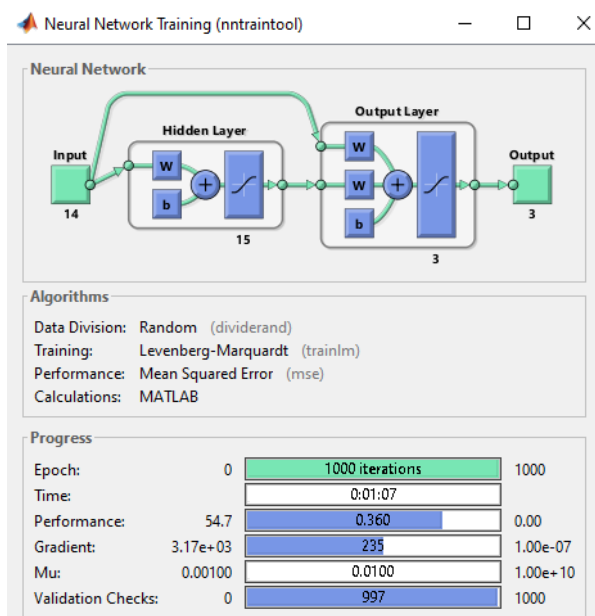 Neural Network Training (nntraintool)
Neural Network
Hidden Layer
Output Layer
Input
Output
W
b
+
W
W
b
+
14
15
3
3
Algorithms
Data Division: Random (dividerand)
Training: Levenberg-Marquardt (trainlm)
Performance: Mean Squared Error (mse)
Calculations: MATLAB
Progress
Epoch: 0 1000 iterations 1000
Time: 0:01:07
Performance: 54.7 0.360 0.00
Gradient: 3.17e+03 235 1.00e-07
Mu: 0.00100 0.0100 1.00e+10
Validation Checks: 0 997 1000